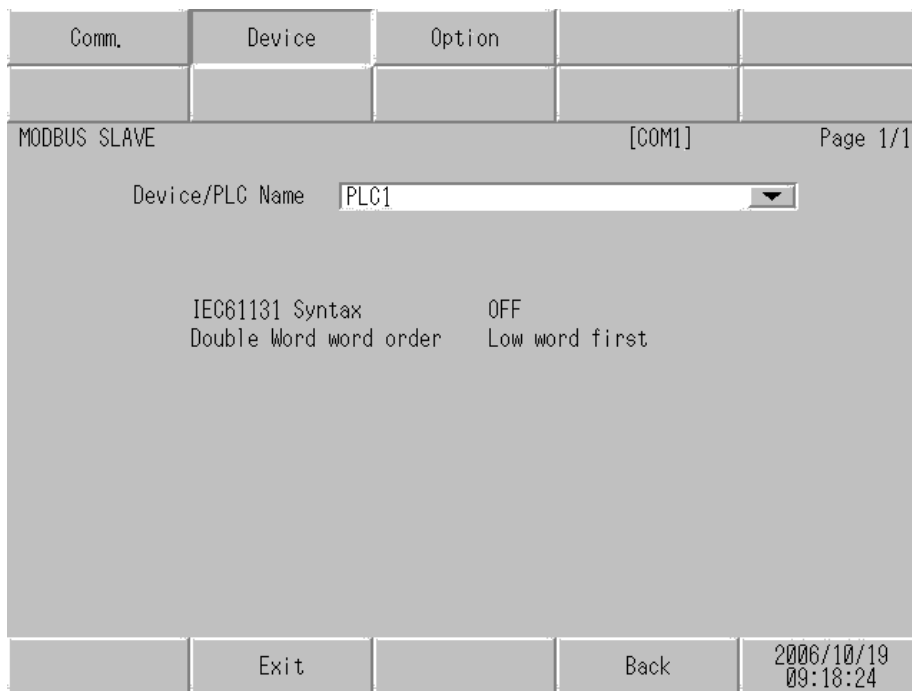 Comm. Device Option
MODBUS SLAVE [COM1] Page 1/1
Device/PLC Name PLC1
IEC61131 Syntax OFF
Double Word word order Low word first
Exit Back 2006/10/19
09:18:24